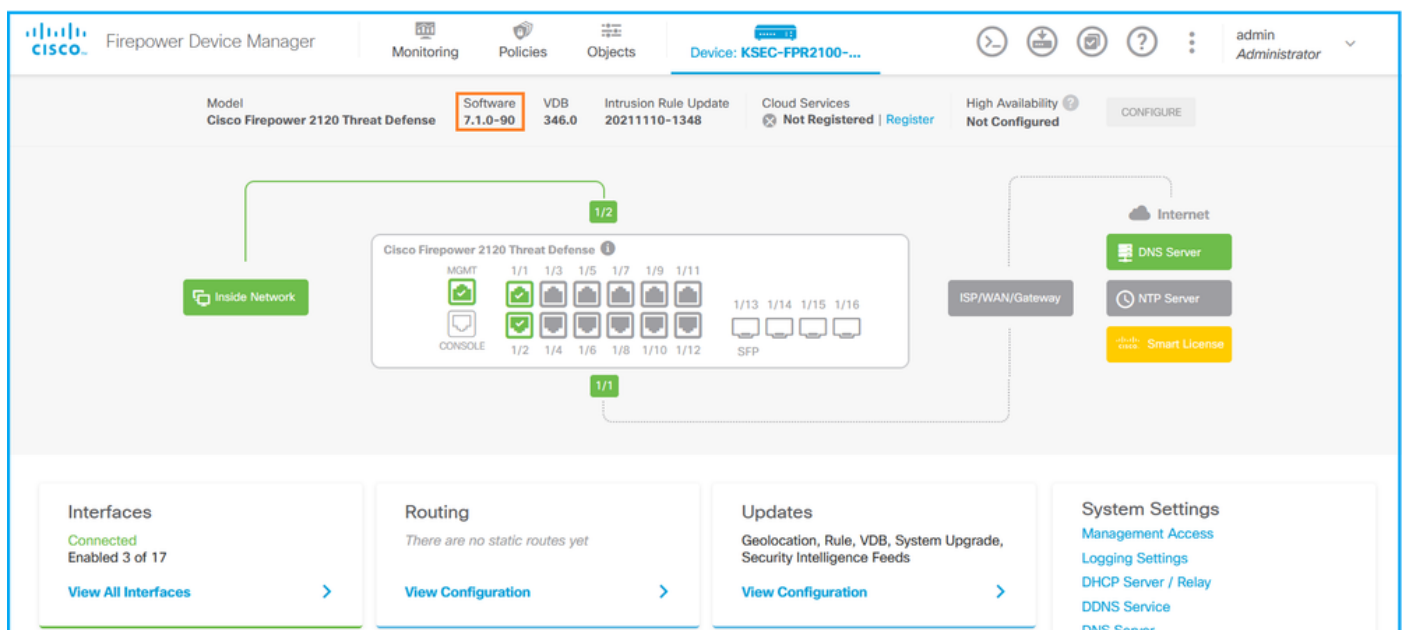 CISCO
Firepower Device Manager
Monitoring
Policies
Objects
Device: KSEC-FPR2100-...
admin
Administrator
Model
Cisco Firepower 2120 Threat Defense
Software
7.1.0-90
VDB
346.0
Intrusion Rule Update
20211110-1348
Cloud Services
Not Registered | Register
High Availability
Not Configured
CONFIGURE
1/2
Internet
Cisco Firepower 2120 Threat Defense
MGMT 1/1 1/3 1/5 1/7 1/9 1/11
DNS Server
Inside Network
1/13 1/14 1/15 1/16
ISP/WAN/Gateway
NTP Server
CONSOLE 1/2 1/4 1/6 1/8 1/10 1/12
SFP
CISCO Smart License
1/1
Interfaces
Connected
Enabled 3 of 17
View All Interfaces
Routing
There are no static routes yet
View Configuration
Updates
Geolocation, Rule, VDB, System Upgrade,
Security Intelligence Feeds
View Configuration
System Settings
Management Access
Logging Settings
DHCP Server / Relay
DDNS Service
DNS Server